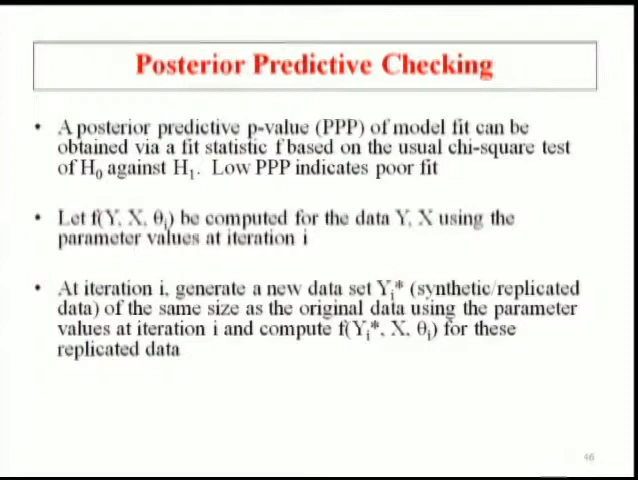 Posterior Predictive Checking
• A posterior predictive p-value (PPP) of model fit can be
obtained via a fit statistic f based on the usual chi-square test
of H₀ against H₁. Low PPP indicates poor fit
• Let f(Y, X, θᵢ) be computed for the data Y, X using the
parameter values at iteration i
• At iteration i, generate a new data set Yᵢ* (synthetic/replicated
data) of the same size as the original data using the parameter
values at iteration i and compute f(Yᵢ*, X, θᵢ) for these
replicated data
46